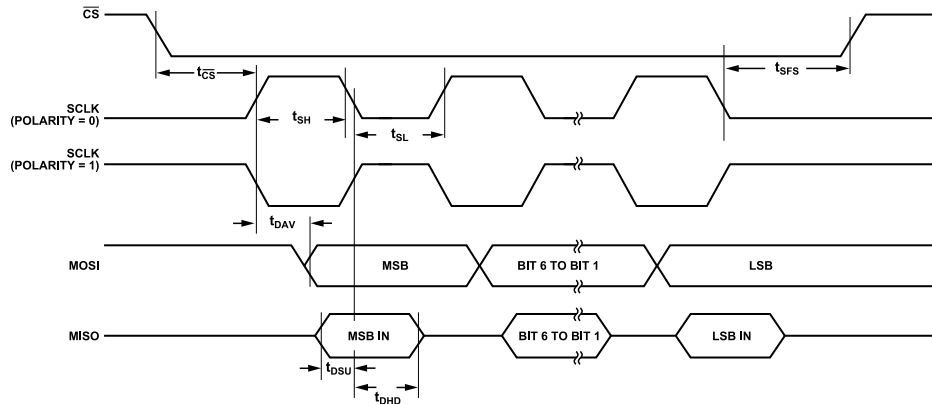 CS
tCS
tSFS
SCLK
(POLARITY = 0)
tSH
tSL
SCLK
(POLARITY = 1)
tDAV
MOSI
MSB
BIT 6 TO BIT 1
LSB
MISO
MSB IN
BIT 6 TO BIT 1
LSB IN
tDSU
tDHD